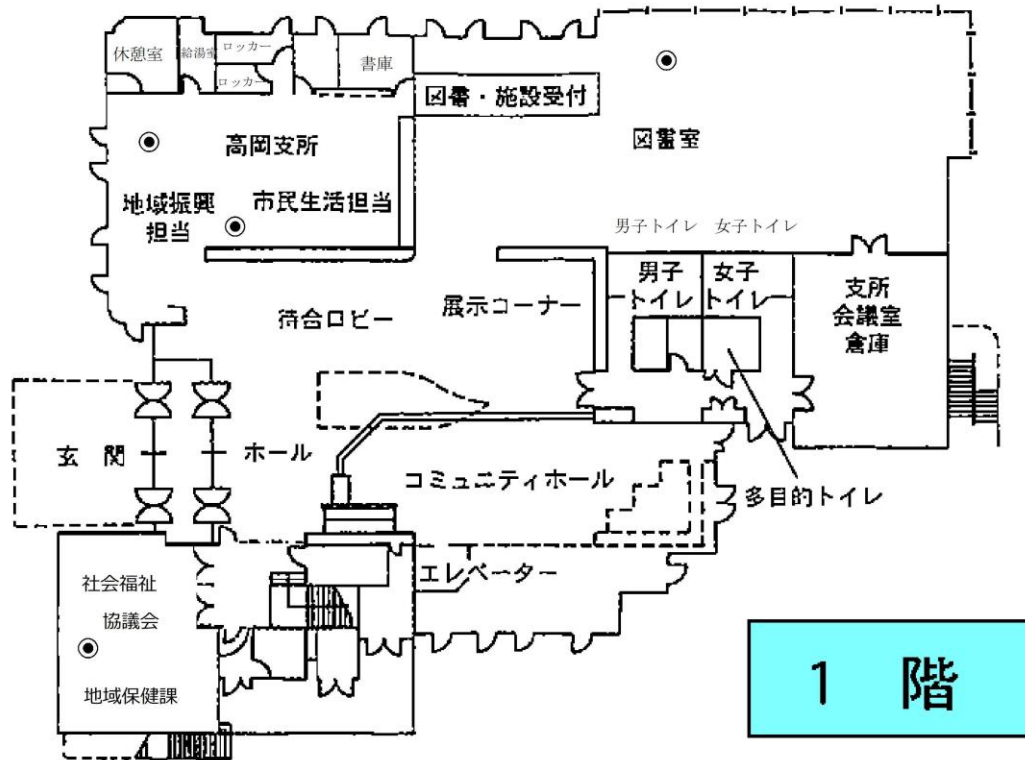 休憩室
給湯室
ロッカー
ロッカー
書庫
図書・施設受付
図書室
高岡支所
地域振興
担当
市民生活担当
男子トイレ 女子トイレ
男子
トイレ
女子
トイレ
支所
会議室
倉庫
待合ロビー
展示コーナー
玄関
ホール
コミュニティホール
多目的トイレ
エレベーター
社会福祉
協議会
地域保健課
1 階